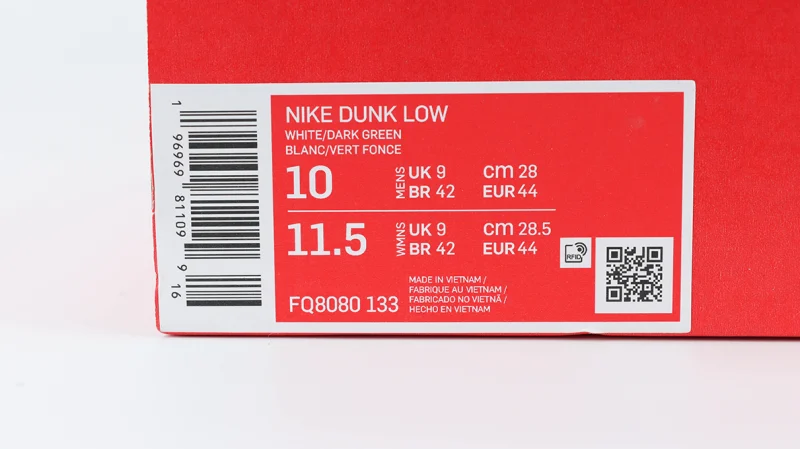 NIKE DUNK LOW
WHITE/DARK GREEN
BLANC/VERT FONCE
10 MENS UK 9 cm 28
BR 42 EUR 44
11.5 WMNS UK 9 cm 28.5
BR 42 EUR 44
RFID
FQ8080 133
MADE IN VIETNAM /
FABRIQUE AU VIETNAM /
FABRICADO NO VIETNÃ /
HECHO EN VIETNAM
1 96969 81109 9 16